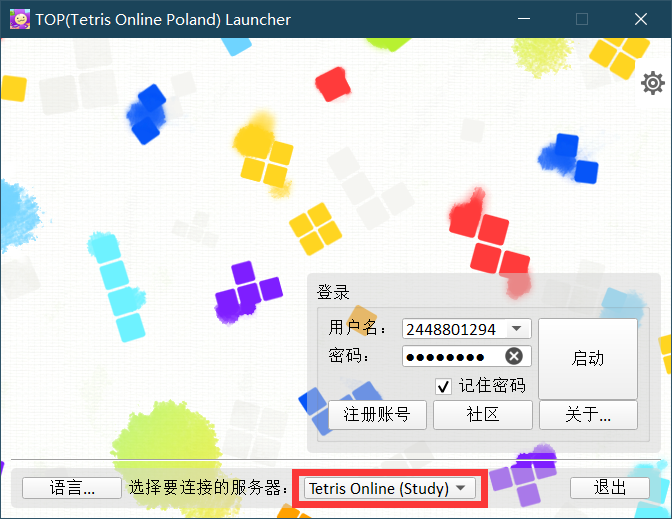 TOP(Tetris Online Poland) Launcher
登录
用户名： 2448801294
密码： ●●●●●●●●
启动
记住密码
注册账号 社区 关于...
语言... 选择要连接的服务器： Tetris Online (Study) 退出